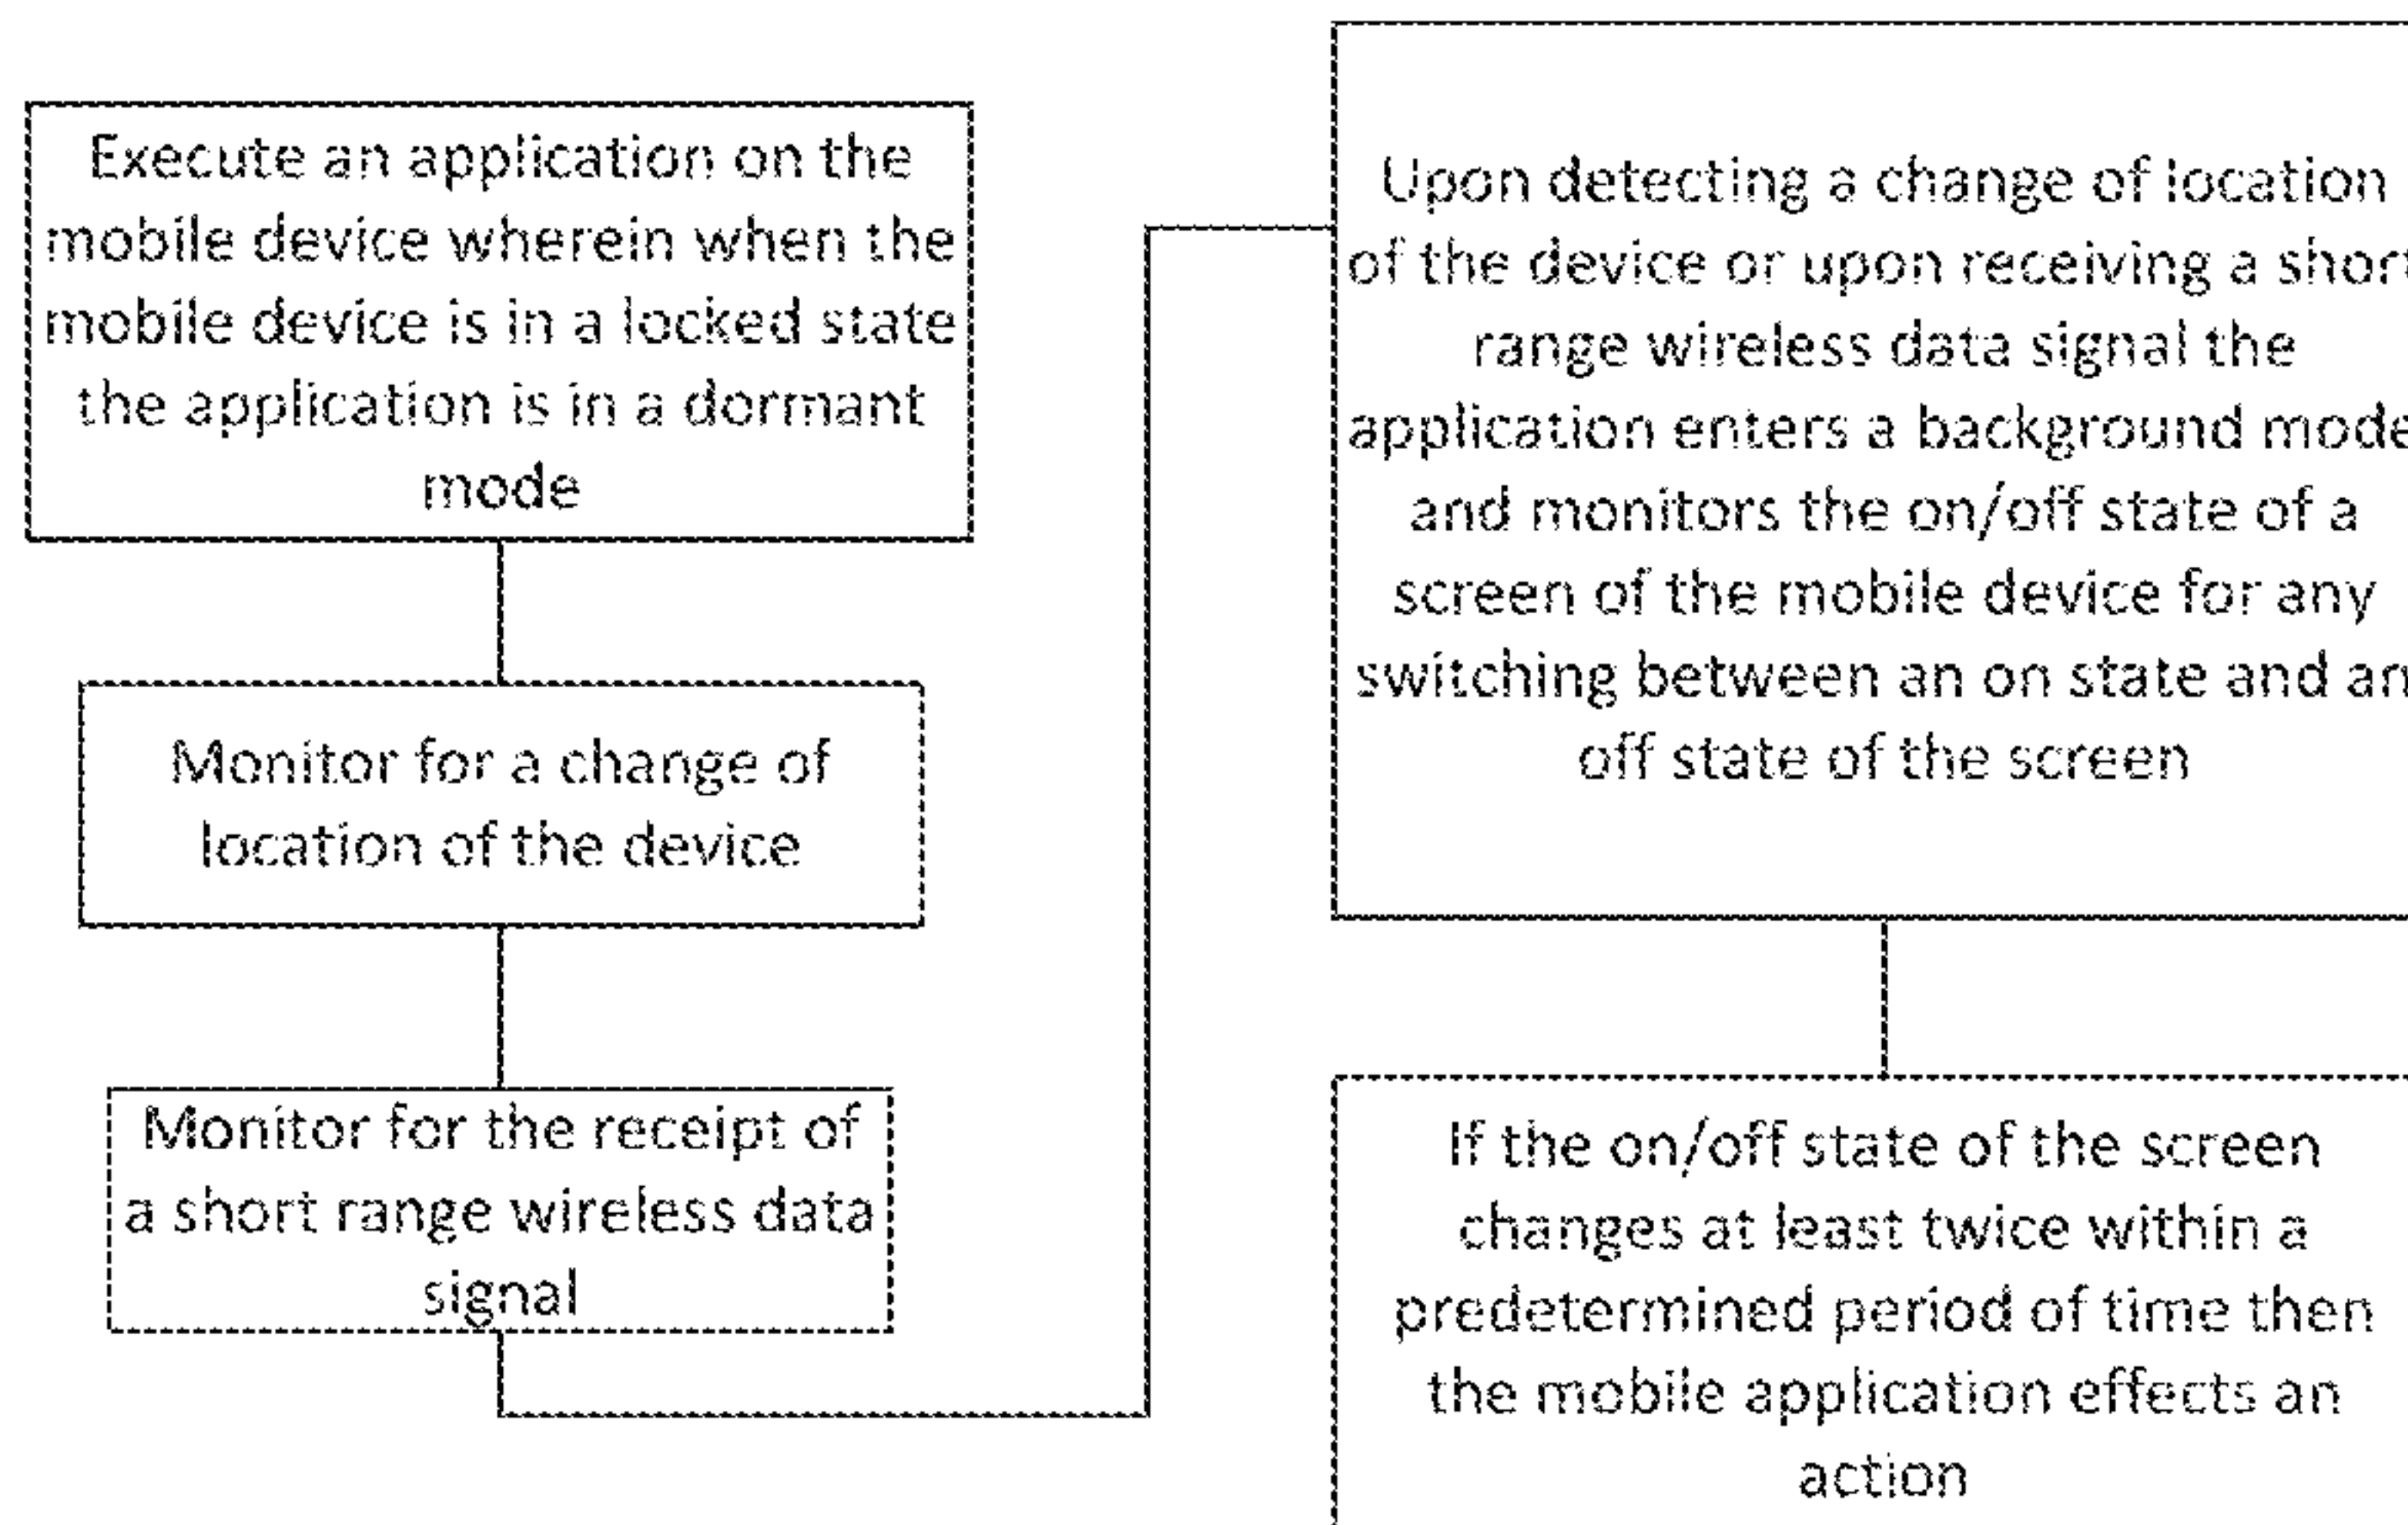 Execute an application on the
mobile device wherein when the
mobile device is in a locked state
the application is in a dormant
mode
Monitor for a change of
location of the device
Monitor for the receipt of
a short range wireless data
signal
Upon detecting a change of location
of the device or upon receiving a short
range wireless data signal the
application enters a background mode
and monitors the on/off state of a
screen of the mobile device for any
switching between an on state and an
off state of the screen
If the on/off state of the screen
changes at least twice within a
predetermined period of time then
the mobile application effects an
action